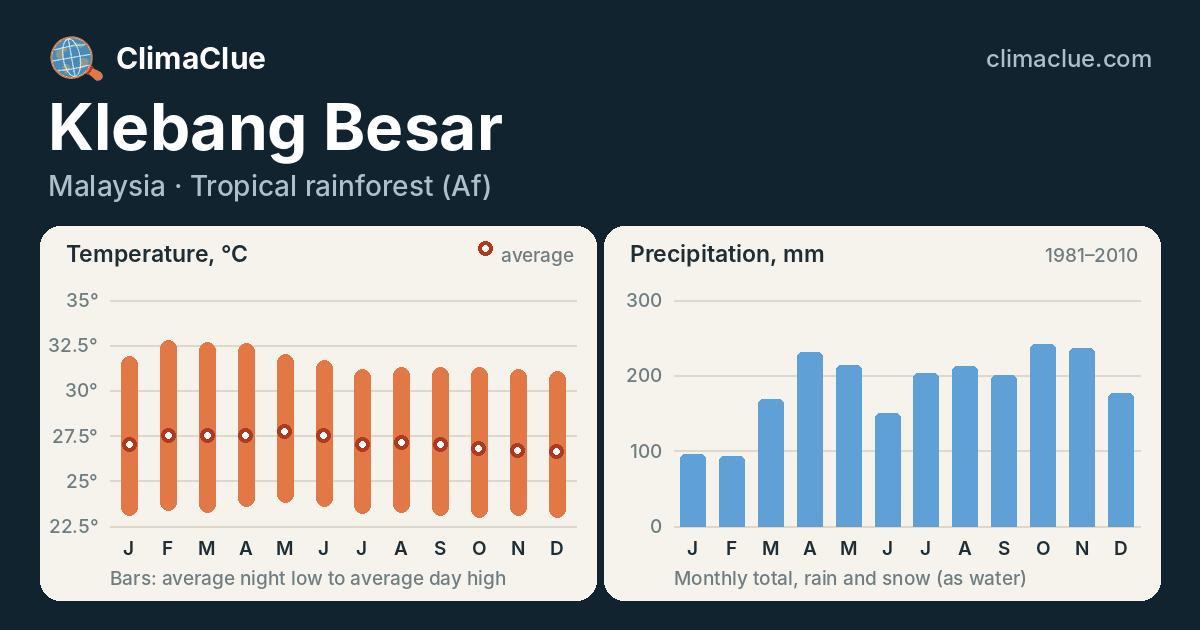 ClimaClue
climaclue.com
Klebang Besar
Malaysia · Tropical rainforest (Af)
Temperature, °C
average
35°
32.5°
30°
27.5°
25°
22.5°
J F M A M J J A S O N D
Bars: average night low to average day high
Precipitation, mm
1981–2010
300
200
100
0
J F M A M J J A S O N D
Monthly total, rain and snow (as water)